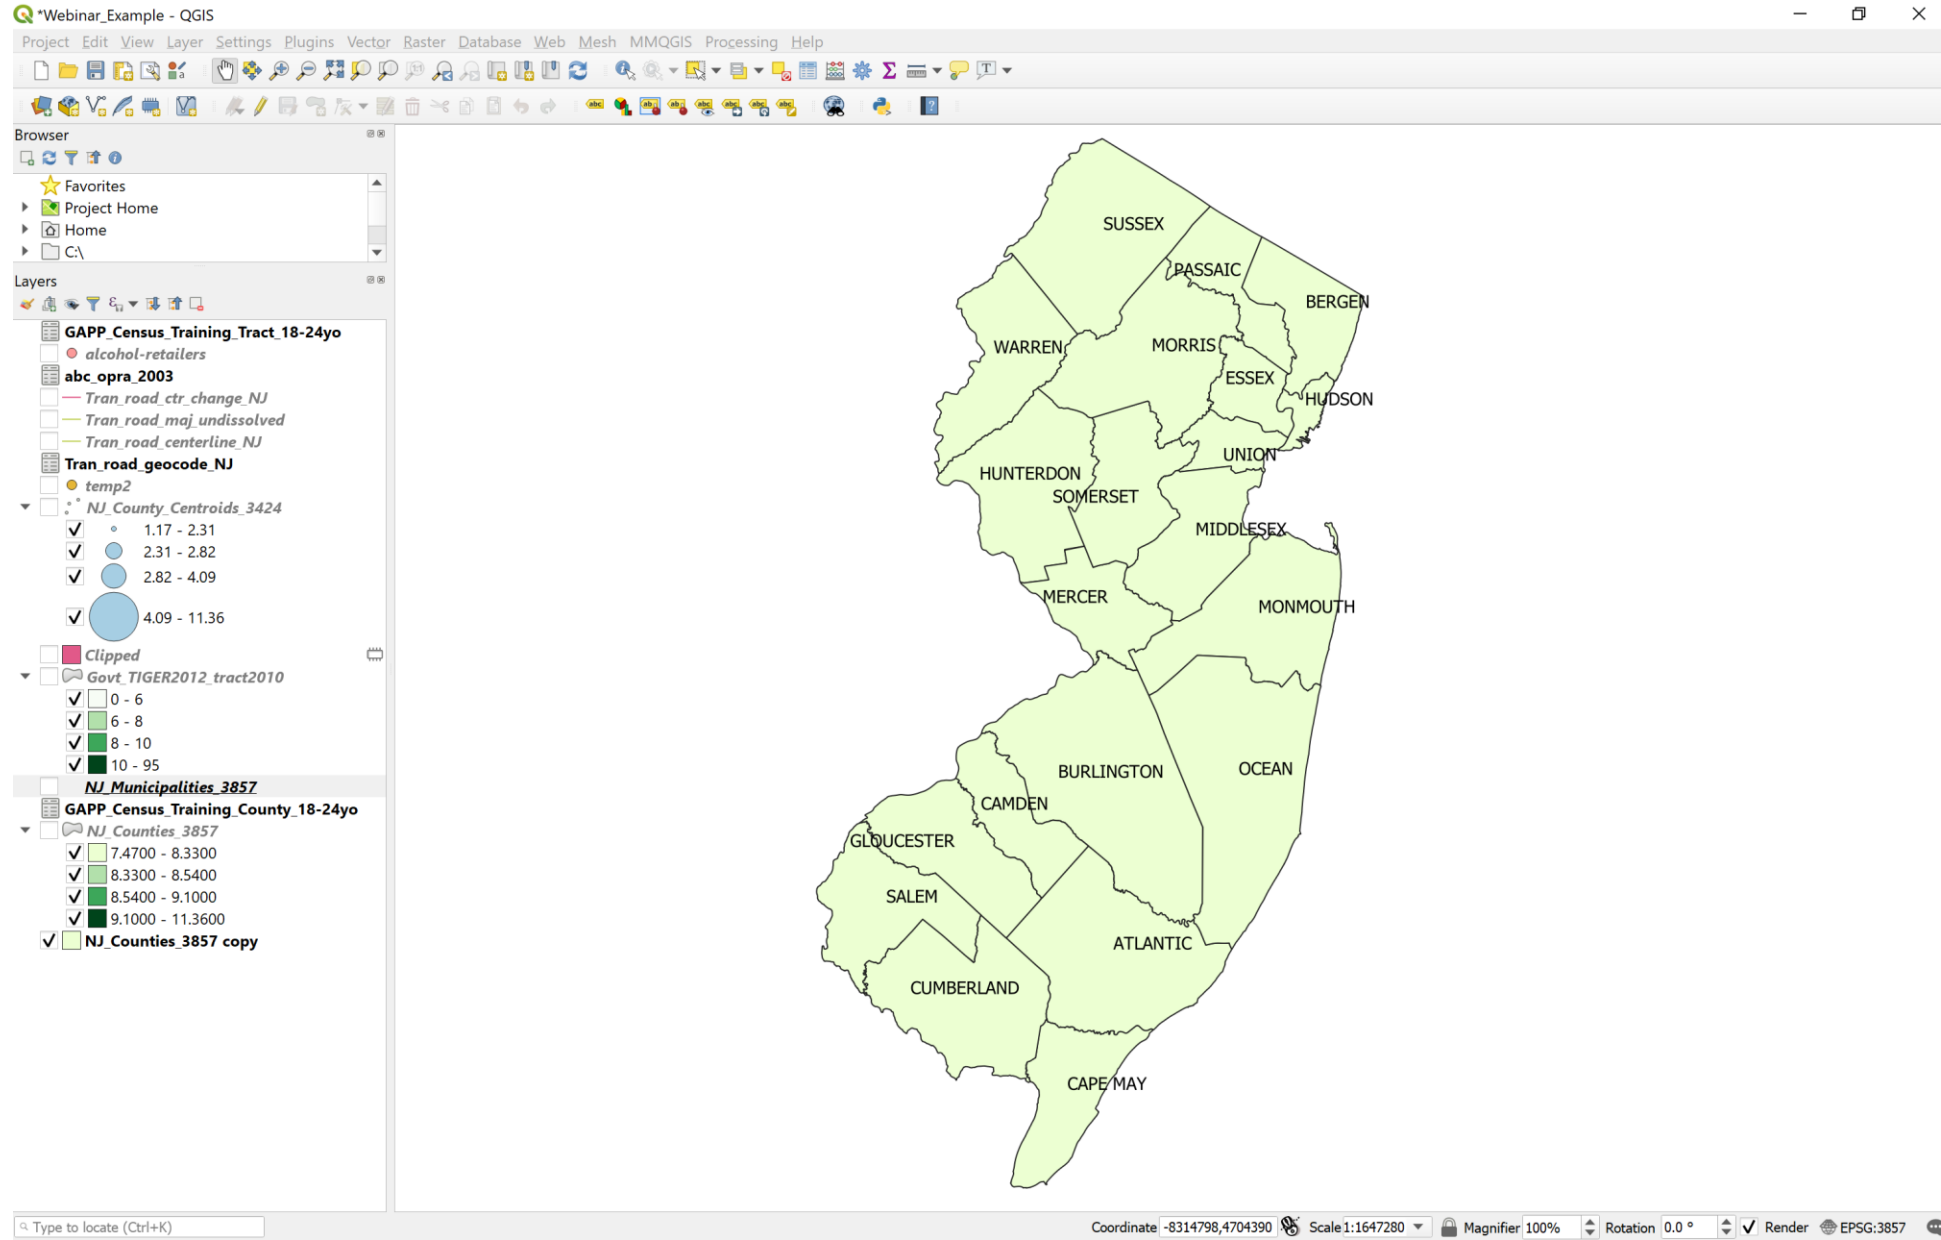 *Webinar_Example - QGIS
Project Edit View Layer Settings Plugins Vector Raster Database Web Mesh MMQGIS Processing Help
Browser
Favorites
Project Home
Home
C:\
Layers
GAPP_Census_Training_Tract_18-24yo
alcohol-retailers
abc_opra_2003
Tran_road_ctr_change_NJ
Tran_road_maj_undissolved
Tran_road_centerline_NJ
Tran_road_geocode_NJ
temp2
NJ_County_Centroids_3424
1.17 - 2.31
2.31 - 2.82
2.82 - 4.09
4.09 - 11.36
Clipped
Govt_TIGER2012_tract2010
0 - 6
6 - 8
8 - 10
10 - 95
NJ_Municipalities_3857
GAPP_Census_Training_County_18-24yo
NJ_Counties_3857
7.4700 - 8.3300
8.3300 - 8.5400
8.5400 - 9.1000
9.1000 - 11.3600
NJ_Counties_3857 copy
SUSSEX
PASSAIC
BERGEN
WARREN
MORRIS
ESSEX
HUDSON
UNION
HUNTERDON
SOMERSET
MIDDLESEX
MERCER
MONMOUTH
BURLINGTON
OCEAN
CAMDEN
GLOUCESTER
SALEM
ATLANTIC
CUMBERLAND
CAPE MAY
Type to locate (Ctrl+K)
Coordinate -8314798,4704390 Scale 1:1647280 Magnifier 100% Rotation 0.0 ° Render EPSG:3857